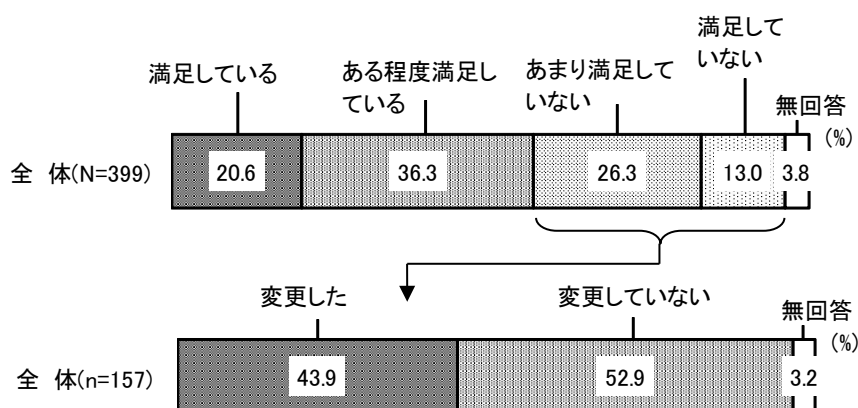 満足している
ある程度満足し
ている
あまり満足して
いない
満足して
いない
無回答
(%)
全 体(N=399)
20.6
36.3
26.3
13.0
3.8
変更した
変更していない
無回答
(%)
全 体(n=157)
43.9
52.9
3.2